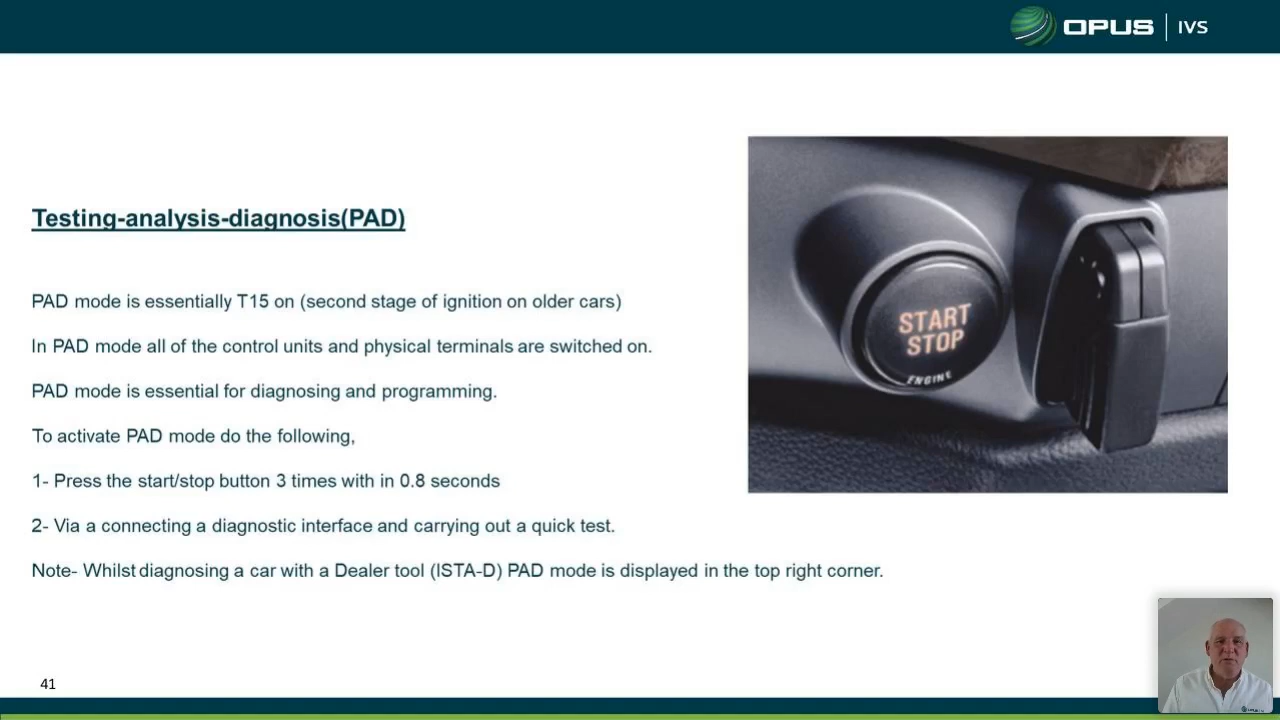 OPUS | IVS
Testing-analysis-diagnosis(PAD)
PAD mode is essentially T15 on (second stage of ignition on older cars)
In PAD mode all of the control units and physical terminals are switched on.
PAD mode is essential for diagnosing and programming.
To activate PAD mode do the following,
1- Press the start/stop button 3 times with in 0.8 seconds
2- Via a connecting a diagnostic interface and carrying out a quick test.
Note- Whilst diagnosing a car with a Dealer tool (ISTA-D) PAD mode is displayed in the top right corner.
START
STOP
ENGINE
41